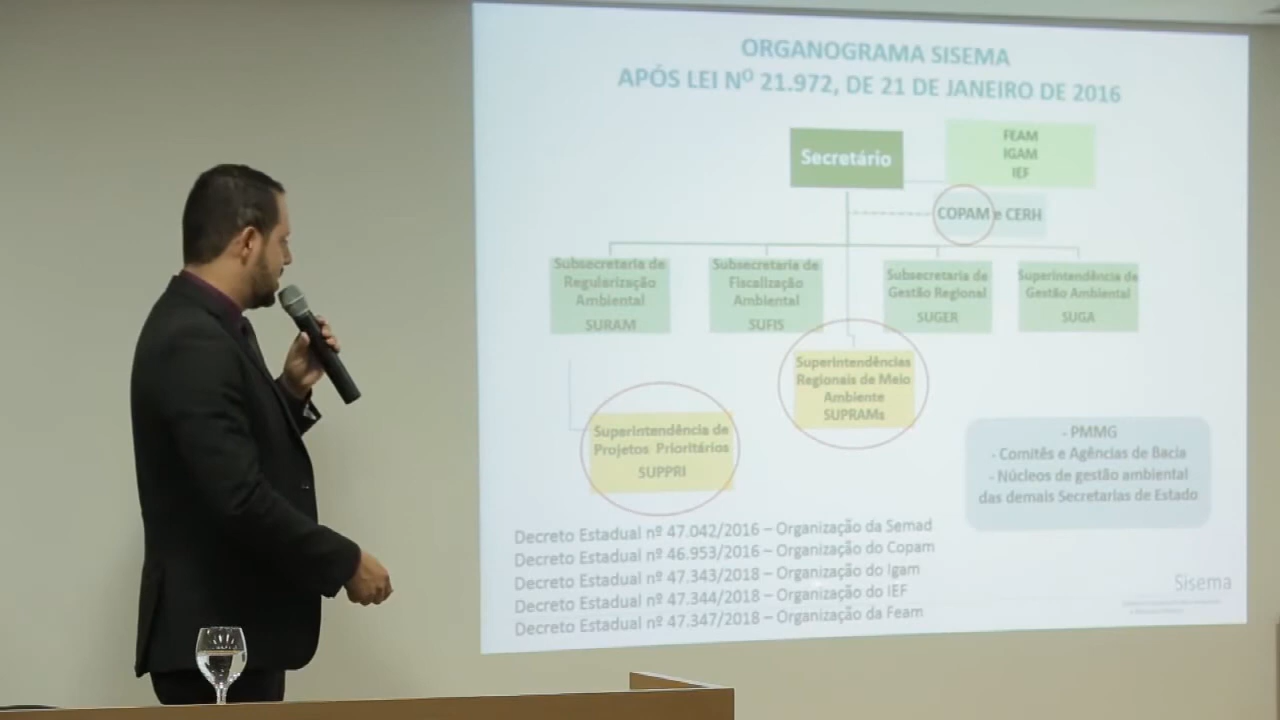 ORGANOGRAMA SISEMA
APÓS LEI Nº 21.972, DE 21 DE JANEIRO DE 2016
Secretário
FEAM
IGAM
IEF
COPAM e CERH
Subsecretaria de
Regularização
Ambiental
SURAM
Subsecretaria de
Fiscalização
Ambiental
SUFIS
Subsecretaria de
Gestão Regional
SUGER
Superintendência de
Gestão Ambiental
SUGA
Superintendências
Regionais de Meio
Ambiente
SUPRAMs
Superintendência de
Projetos Prioritários
SUPPRI
- PMMG
- Comitês e Agências de Bacia
- Núcleos de gestão ambiental
das demais Secretarias de Estado
Decreto Estadual nº 47.042/2016 – Organização da Semad
Decreto Estadual nº 46.953/2016 – Organização do Copam
Decreto Estadual nº 47.343/2018 – Organização do Igam
Decreto Estadual nº 47.344/2018 – Organização do IEF
Decreto Estadual nº 47.347/2018 – Organização da Feam
Sisema